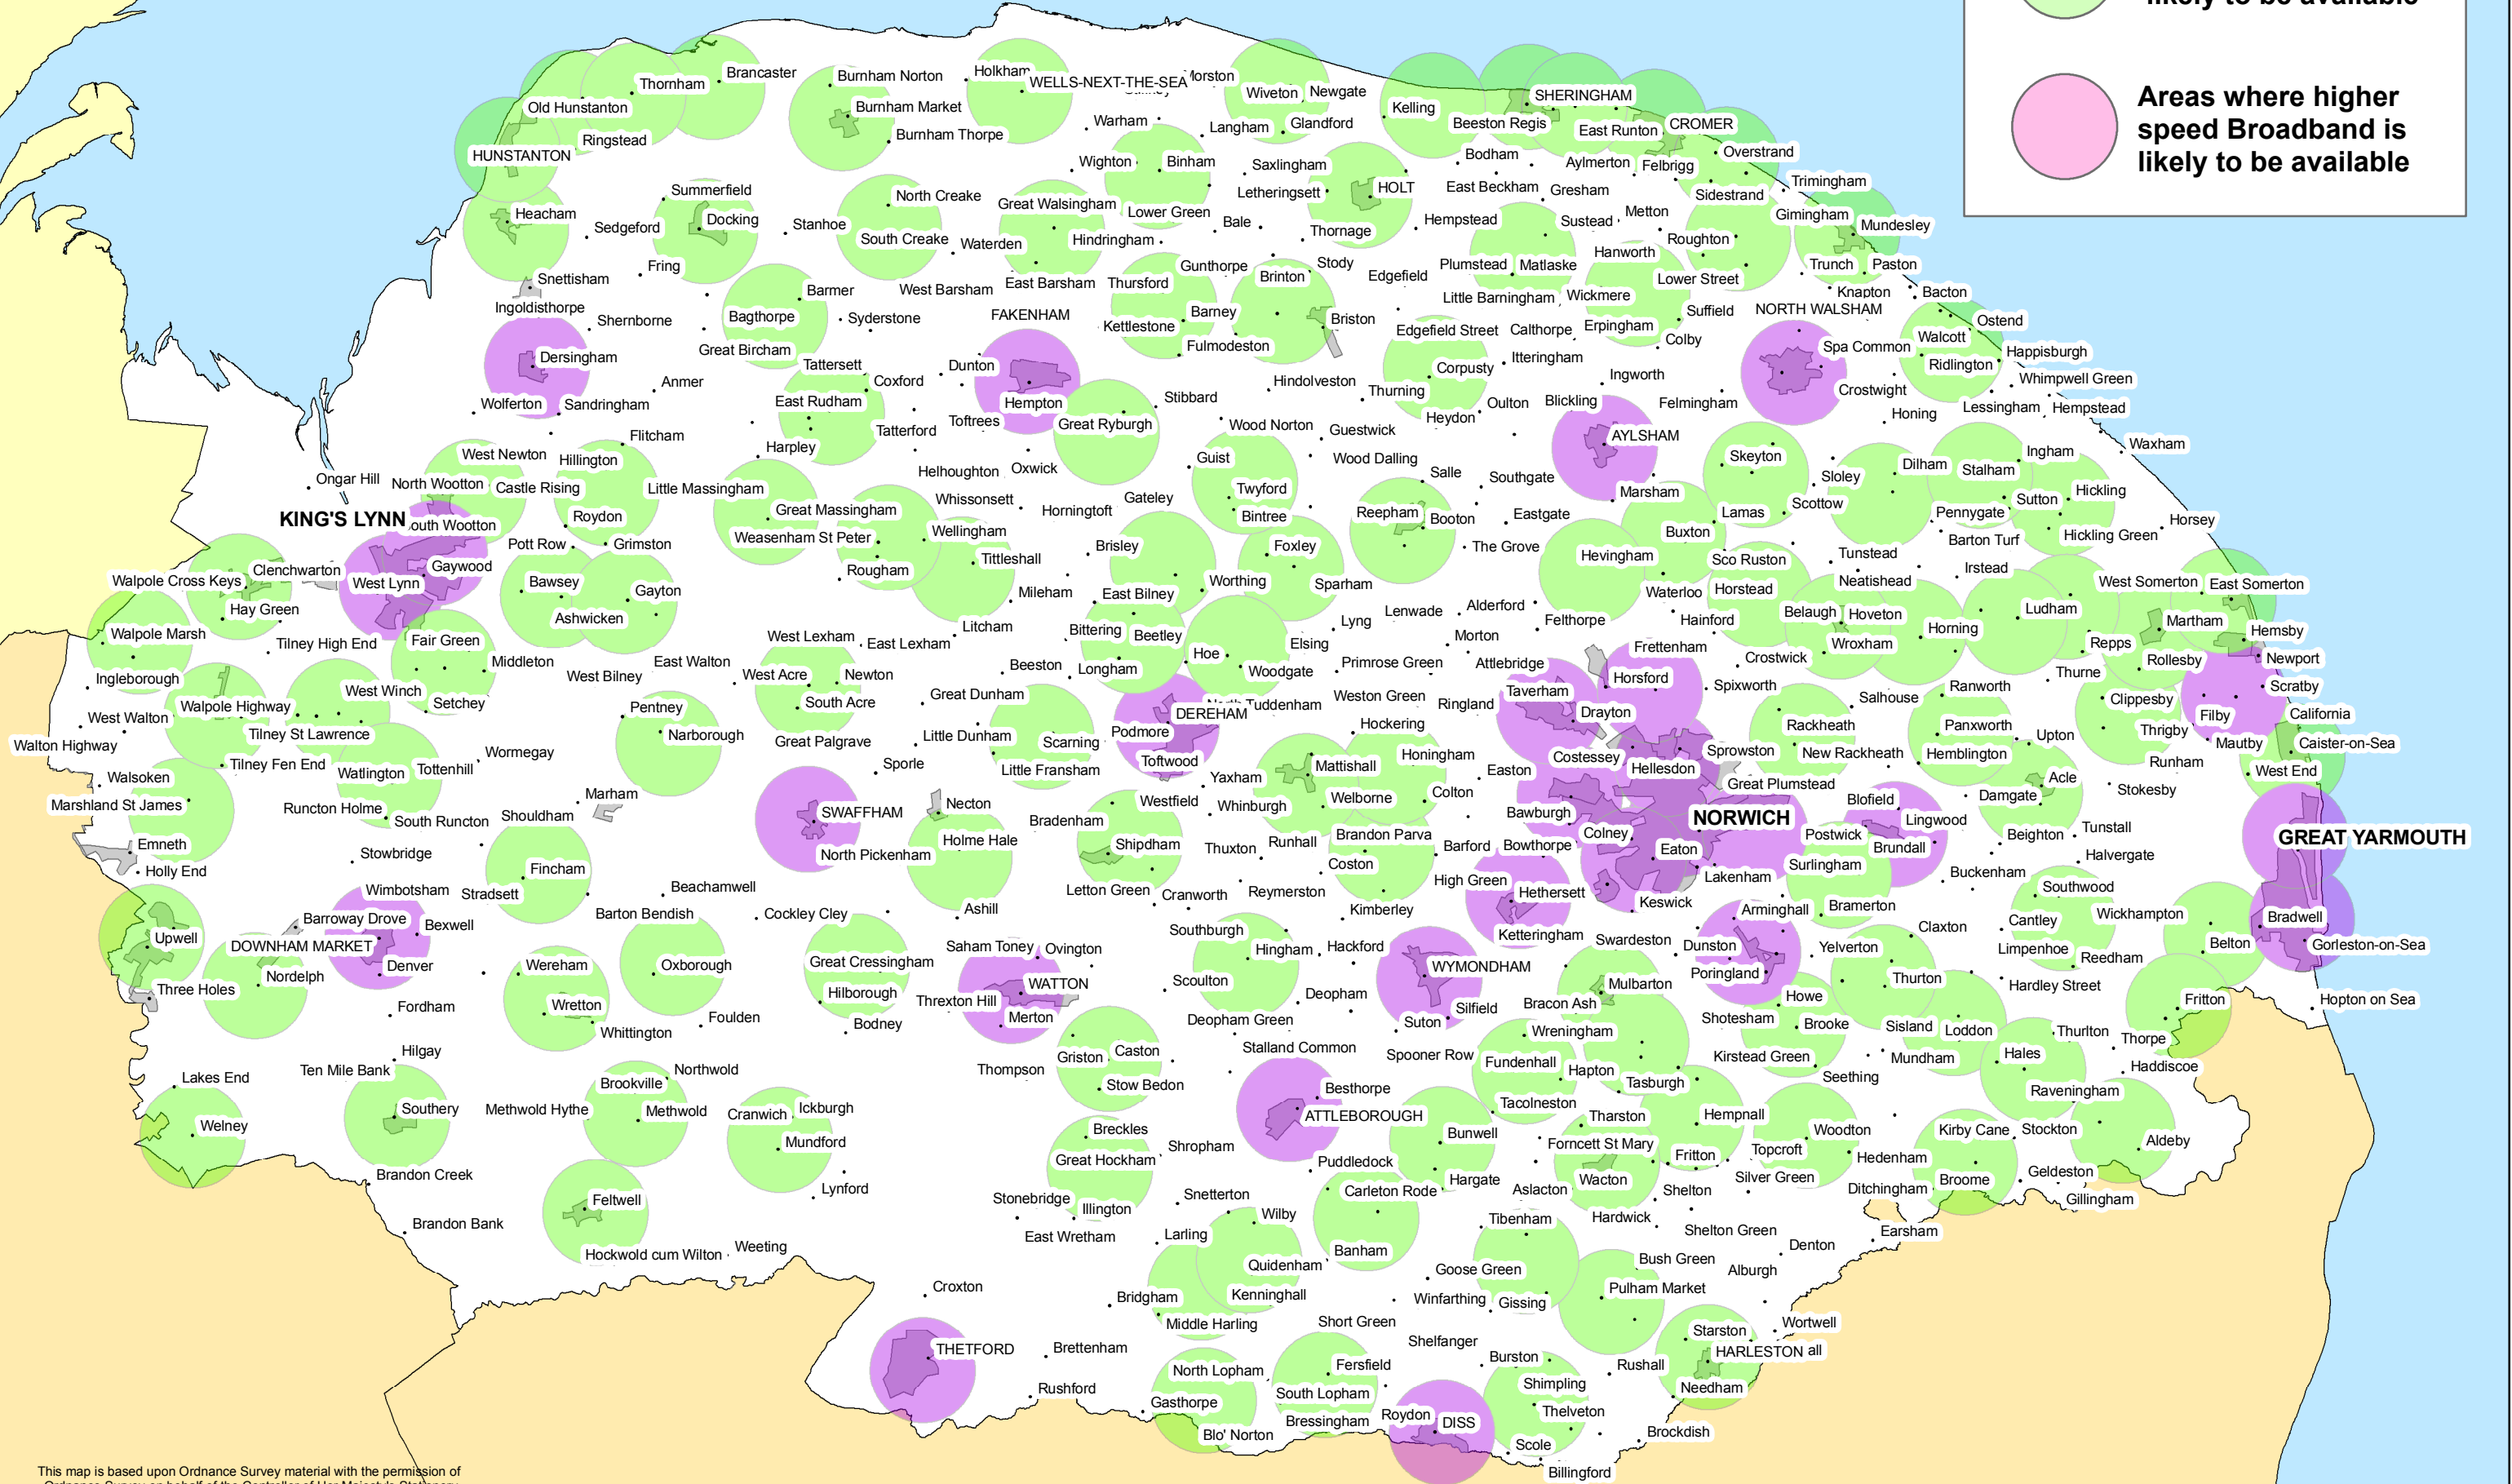 likely to be available
Areas where higher
speed Broadband is
likely to be available
Brancaster
Thornham
Old Hunstanton
Ringstead
HUNSTANTON
Burnham Norton
Burnham Market
Burnham Thorpe
Holkham
WELLS-NEXT-THE-SEA
Morston
Wiveton
Newgate
Warham
Langham
Glandford
Kelling
SHERINGHAM
Beeston Regis
East Runton
CROMER
Overstrand
Wighton
Binham
Saxlingham
Bodham
Aylmerton
Felbrigg
Summerfield
North Creake
Great Walsingham
Lower Green
Letheringsett
HOLT
East Beckham
Gresham
Sidestrand
Trimingham
Heacham
Sedgeford
Docking
Stanhoe
South Creake
Waterden
Hindringham
Bale
Thornage
Hempstead
Sustead
Metton
Roughton
Gimingham
Mundesley
Snettisham
Fring
Barmer
West Barsham
East Barsham
Thursford
Gunthorpe
Brinton
Stody
Edgefield
Plumstead
Matlaske
Hanworth
Lower Street
Trunch
Paston
Ingoldisthorpe
Shernborne
Bagthorpe
Syderstone
FAKENHAM
Kettlestone
Barney
Briston
Little Barningham
Wickmere
Suffield
Knapton
Bacton
NORTH WALSHAM
Dersingham
Great Bircham
Tattersett
Dunton
Fulmodeston
Edgefield Street
Calthorpe
Erpingham
Colby
Spa Common
Walcott
Ostend
Ridlington
Happisburgh
Anmer
Coxford
Hindolveston
Thurning
Corpusty
Itteringham
Ingworth
Whimpwell Green
Wolferton
Sandringham
East Rudham
Hempton
Toftrees
Great Ryburgh
Stibbard
Heydon
Oulton
Blickling
Felmingham
Crostwight
Honing
Lessingham
Hempstead
Flitcham
Harpley
Tatterford
Wood Norton
Guestwick
AYLSHAM
Waxham
West Newton
Hillington
Helhoughton
Oxwick
Guist
Wood Dalling
Salle
Southgate
Skeyton
Sloley
Dilham
Stalham
Ingham
Ongar Hill
North Wootton
Castle Rising
Little Massingham
Great Massingham
Whissonsett
Horningtoft
Gateley
Twyford
Marsham
Scottow
Sutton
Hickling
KING'S LYNN
outh Wootton
Roydon
Weasenham St Peter
Wellingham
Bintree
Reepham
Booton
Eastgate
Lamas
Buxton
Pennygate
Horsey
Pott Row
Grimston
Tittleshall
Brisley
Foxley
The Grove
Hevingham
Sco Ruston
Tunstead
Barton Turf
Hickling Green
Walpole Cross Keys
Clenchwarton
West Lynn
Gaywood
Bawsey
Gayton
Rougham
Mileham
East Bilney
Worthing
Sparham
Lenwade
Alderford
Waterloo
Horstead
Neatishead
Irstead
West Somerton
East Somerton
Hay Green
Ashwicken
Litcham
Bittering
Beetley
Elsing
Lyng
Morton
Felthorpe
Hainford
Belaugh
Hoveton
Horning
Ludham
Martham
Hemsby
Walpole Marsh
Tilney High End
Fair Green
Middleton
West Lexham
East Lexham
Beeston
Longham
Hoe
Woodgate
Primrose Green
Attlebridge
Frettenham
Crostwick
Wroxham
Repps
Rollesby
Newport
Ingleborough
West Winch
Setchey
West Bilney
East Walton
West Acre
Newton
South Acre
Great Dunham
Tuddenham
Weston Green
Ringland
Taverham
Horsford
Spixworth
Salhouse
Ranworth
Thurne
Clippesby
Scratby
West Walton
Walpole Highway
Tilney St Lawrence
Pentney
Narborough
Great Palgrave
Little Dunham
Scarning
DEREHAM
Podmore
Hockering
Drayton
Rackheath
Panxworth
Upton
Thrigby
Filby
California
Walton Highway
Tilney Fen End
Watlington
Tottenhill
Wormegay
Sporle
Little Fransham
Toftwood
Yaxham
Mattishall
Honingham
Easton
Costessey
Hellesdon
Sprowston
New Rackheath
Hemblington
Acle
Runham
Mautby
Caister-on-Sea
West End
Walsoken
Marshland St James
Runcton Holme
South Runcton
Shouldham
Marham
SWAFFHAM
Necton
Westfield
Whinburgh
Welborne
Colton
Bawburgh
Great Plumstead
NORWICH
Blofield
Lingwood
Damgate
Stokesby
Emneth
Holly End
Stowbridge
Fincham
North Pickenham
Holme Hale
Bradenham
Shipdham
Thuxton
Runhall
Brandon Parva
Coston
Barford
Bowthorpe
Colney
Eaton
Postwick
Brundall
Surlingham
Beighton
Tunstall
Halvergate
GREAT YARMOUTH
Wimbotsham
Stradsett
Beachamwell
Letton Green
Cranworth
Reymerston
High Green
Hethersett
Lakenham
Keswick
Buckenham
Southwood
Upwell
Barroway Drove
Bexwell
DOWNHAM MARKET
Denver
Nordelph
Barton Bendish
Cockley Cley
Ashill
Kimberley
Ketteringham
Arminghall
Bramerton
Claxton
Cantley
Wickhampton
Bradwell
Three Holes
Wereham
Oxborough
Great Cressingham
Saham Toney
Ovington
Southburgh
Hingham
Hackford
WYMONDHAM
Swardeston
Dunston
Poringland
Yelverton
Limpenhoe
Reedham
Belton
Gorleston-on-Sea
Fordham
Wretton
Whittington
Hilborough
Threxton Hill
WATTON
Merton
Scoulton
Deopham
Silfield
Suton
Mulbarton
Bracon Ash
Howe
Thurton
Hardley Street
Fritton
Hopton on Sea
Hilgay
Foulden
Bodney
Deopham Green
Wreningham
Shotesham
Brooke
Sisland
Loddon
Thurlton
Thorpe
Lakes End
Ten Mile Bank
Brookville
Northwold
Thompson
Griston
Caston
Stalland Common
Spooner Row
Fundenhall
Hapton
Kirstead Green
Mundham
Hales
Haddiscoe
Southery
Methwold Hythe
Methwold
Cranwich
Ickburgh
Stow Bedon
Besthorpe
ATTLEBOROUGH
Tacolneston
Tasburgh
Seething
Raveningham
Welney
Mundford
Breckles
Great Hockham
Shropham
Bunwell
Tharston
Forncett St Mary
Hempnall
Woodton
Topcroft
Kirby Cane
Stockton
Aldeby
Brandon Creek
Lynford
Puddledock
Hargate
Wacton
Fritton
Silver Green
Hedenham
Geldeston
Gillingham
Feltwell
Stonebridge
Illington
Snetterton
Carleton Rode
Aslacton
Shelton
Ditchingham
Broome
Brandon Bank
Hockwold cum Wilton
Weeting
East Wretham
Larling
Wilby
Banham
Tibenham
Hardwick
Shelton Green
Earsham
Croxton
Quidenham
Goose Green
Bush Green
Denton
Alburgh
Bridgham
Kenninghall
Winfarthing
Gissing
Pulham Market
Middle Harling
Short Green
Shelfanger
Starston
Wortwell
THETFORD
Brettenham
North Lopham
Fersfield
Burston
Rushall
HARLESTON
all
Rushford
Gasthorpe
South Lopham
Shimpling
Needham
Blo' Norton
Bressingham
Roydon
DISS
Thelveton
Scole
Brockdish
Billingford
This map is based upon Ordnance Survey material with the permission of